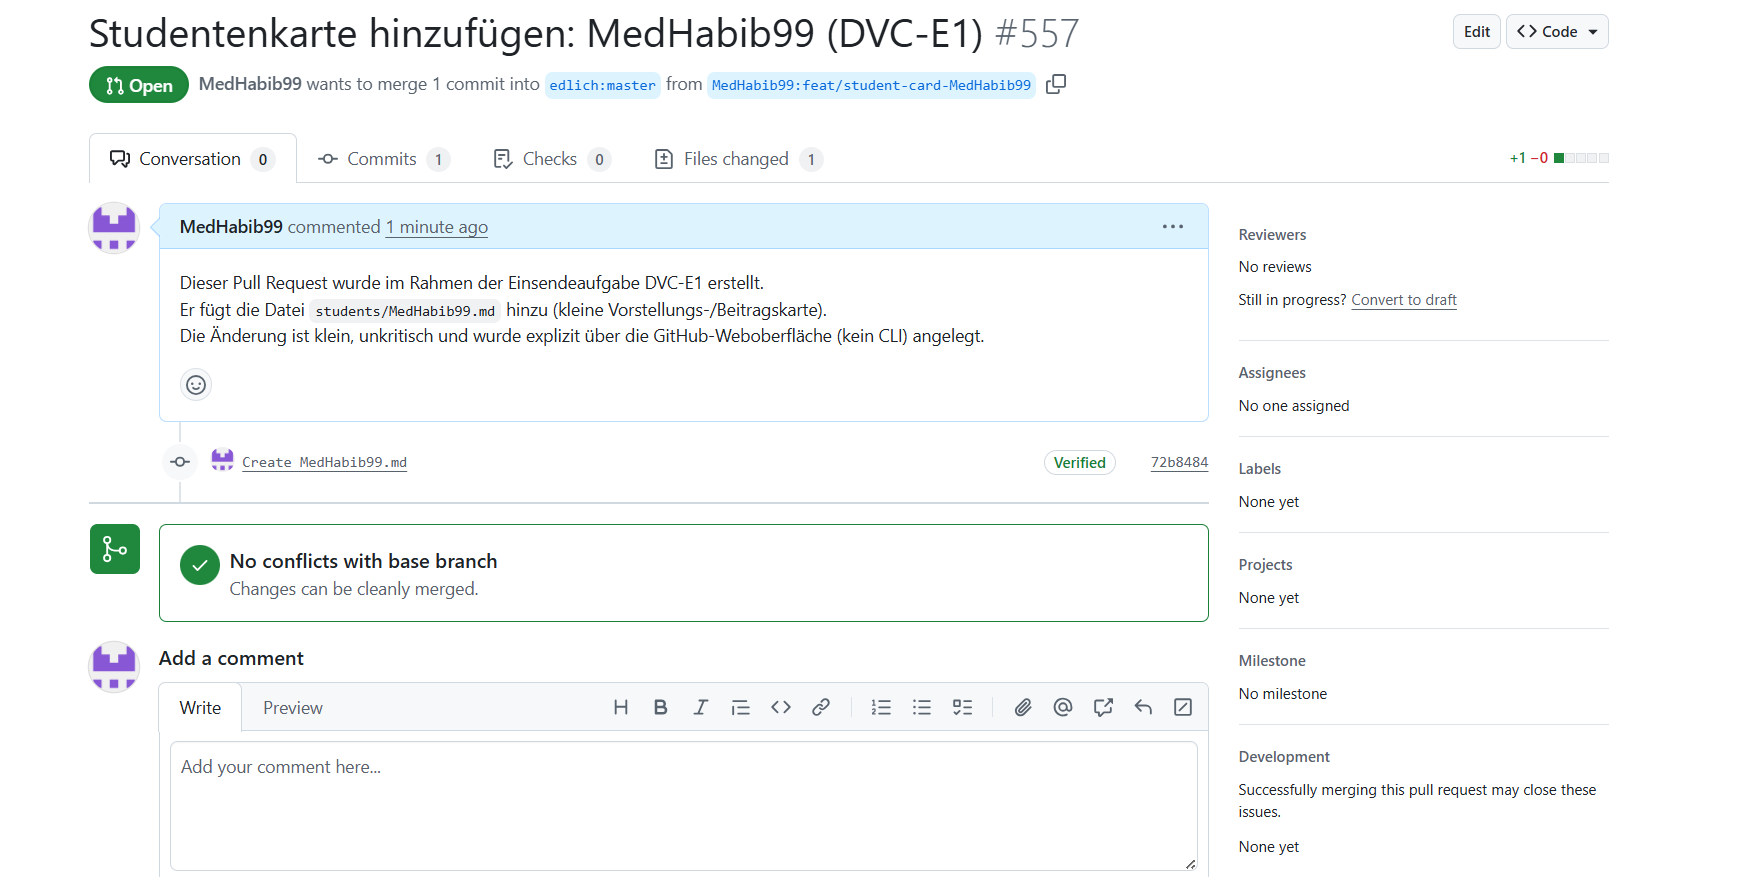 Studentenkarte hinzufügen: MedHabib99 (DVC-E1) #557
Edit
Code
Open
MedHabib99 wants to merge 1 commit into edlich:master from MedHabib99:feat/student-card-MedHabib99
Conversation 0
Commits 1
Checks 0
Files changed 1
+1 −0
MedHabib99 commented 1 minute ago
Dieser Pull Request wurde im Rahmen der Einsendeaufgabe DVC-E1 erstellt.
Er fügt die Datei students/MedHabib99.md hinzu (kleine Vorstellungs-/Beitragskarte).
Die Änderung ist klein, unkritisch und wurde explizit über die GitHub-Weboberfläche (kein CLI) angelegt.
Create MedHabib99.md
Verified
72b8484
No conflicts with base branch
Changes can be cleanly merged.
Add a comment
Write
Preview
Add your comment here...
Reviewers
No reviews
Still in progress? Convert to draft
Assignees
No one assigned
Labels
None yet
Projects
None yet
Milestone
No milestone
Development
Successfully merging this pull request may close these
issues.
None yet